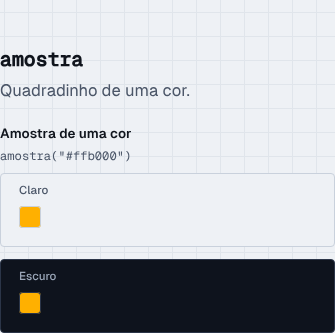 amostra
Quadradinho de uma cor.
Amostra de uma cor
amostra("#ffb000")
Claro
Escuro